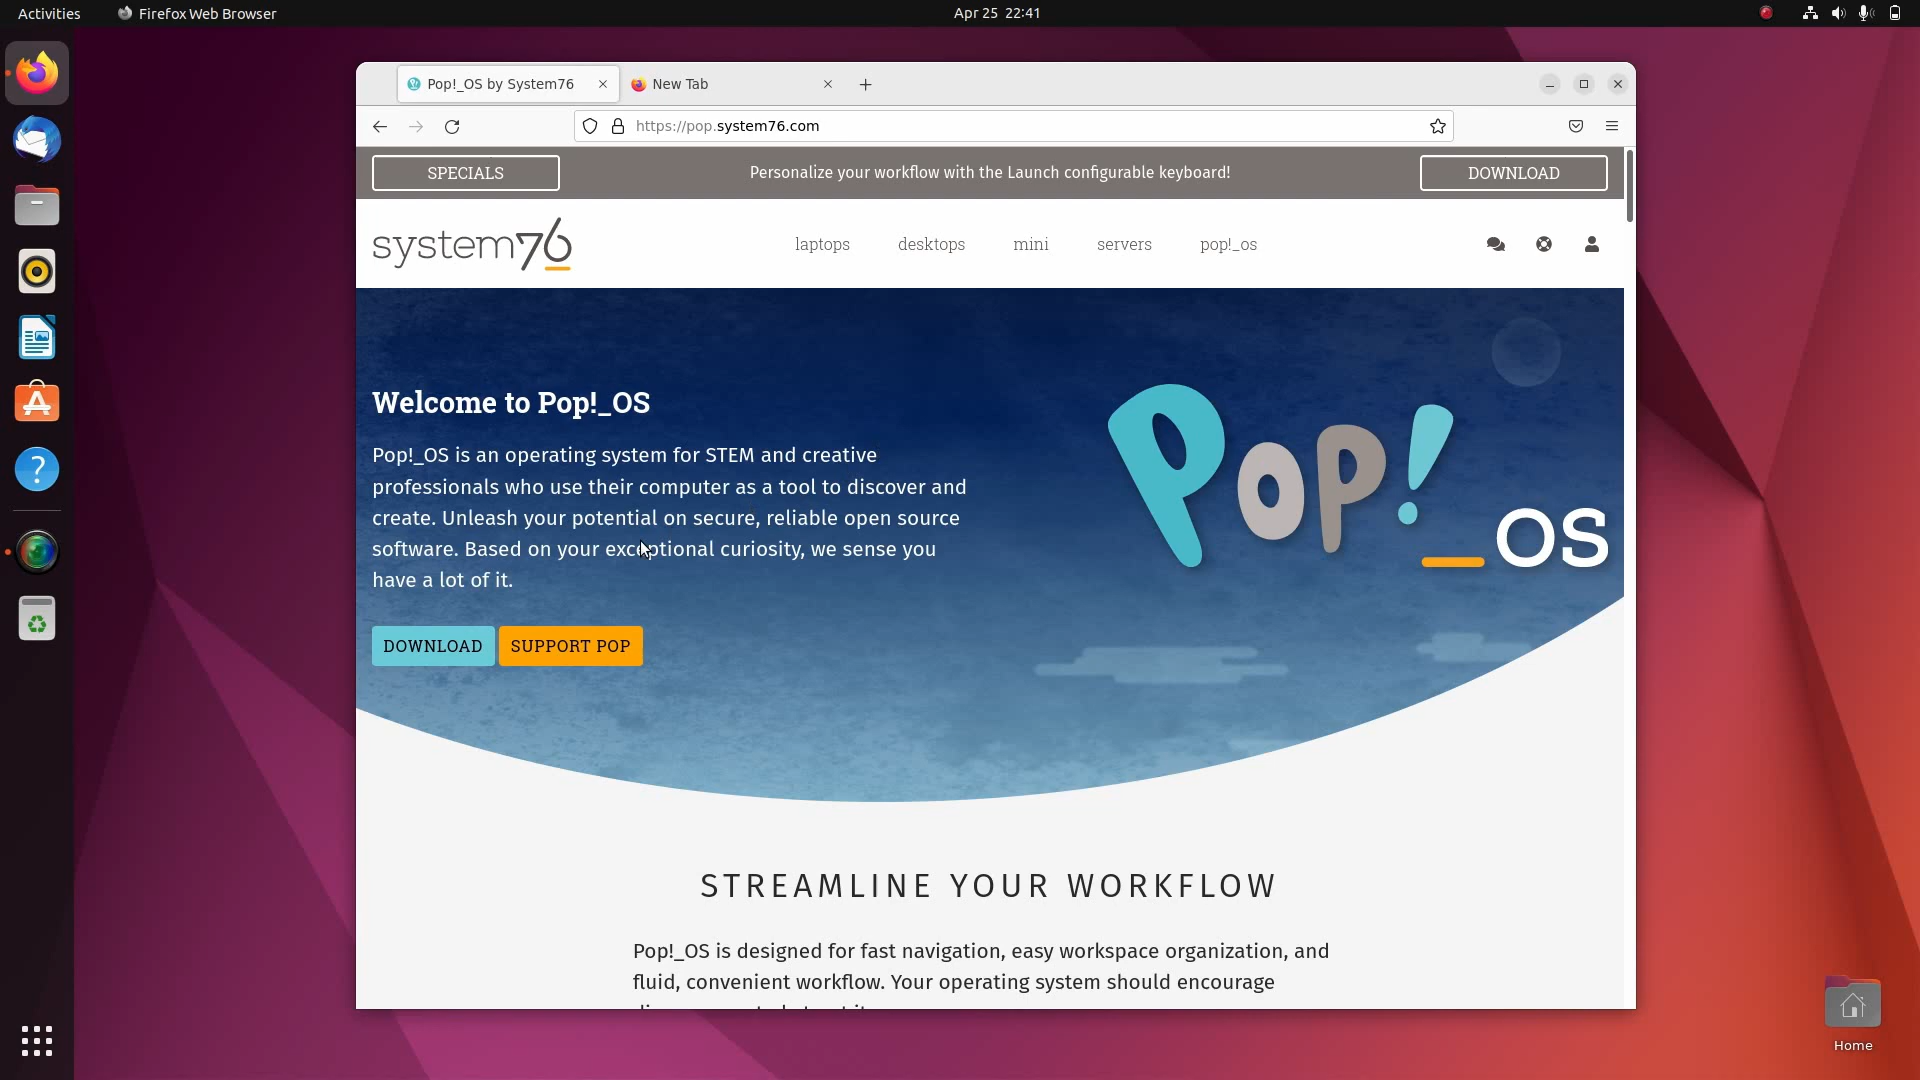 Activities
Firefox Web Browser
Apr 25 22:41
Pop!_OS by System76
New Tab
https://pop.system76.com
SPECIALS
Personalize your workflow with the Launch configurable keyboard!
DOWNLOAD
system76
laptops
desktops
mini
servers
pop!_os
Welcome to Pop!_OS
Pop!_OS is an operating system for STEM and creative
professionals who use their computer as a tool to discover and
create. Unleash your potential on secure, reliable open source
software. Based on your exceptional curiosity, we sense you
have a lot of it.
DOWNLOAD
SUPPORT POP
Pop!_OS
STREAMLINE YOUR WORKFLOW
Pop!_OS is designed for fast navigation, easy workspace organization, and
fluid, convenient workflow. Your operating system should encourage
Home